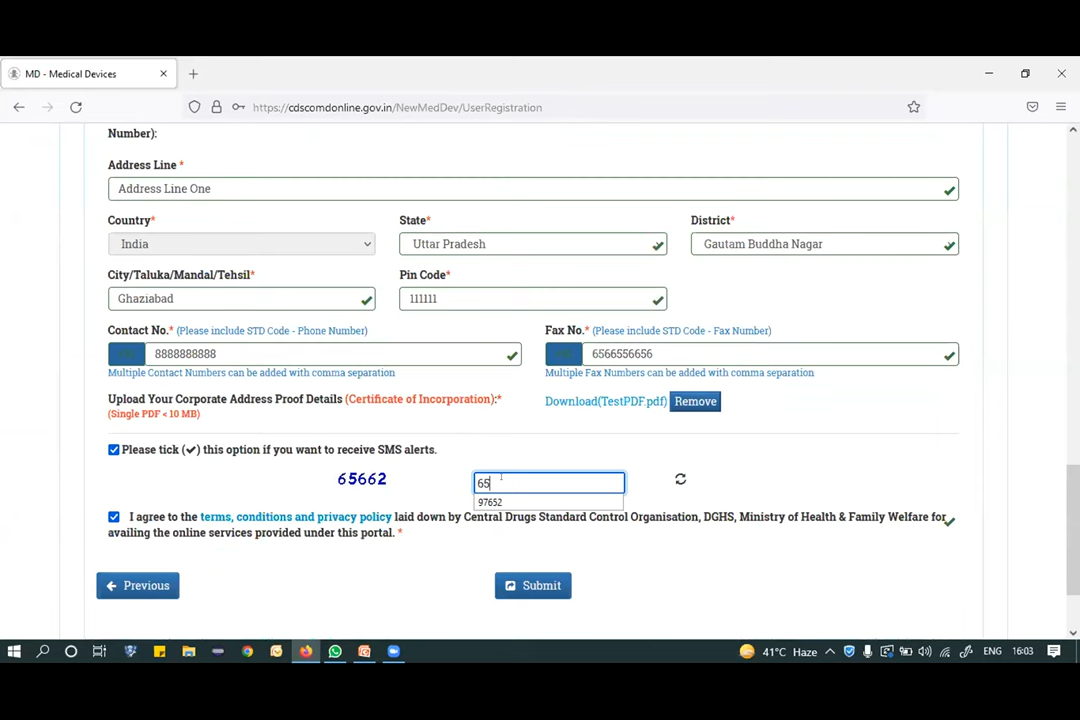 MD - Medical Devices
https://cdscomdonline.gov.in/NewMedDev/UserRegistration
Number):
Address Line *
Address Line One
Country* State* District*
India Uttar Pradesh Gautam Buddha Nagar
City/Taluka/Mandal/Tehsil* Pin Code*
Ghaziabad 111111
Contact No.* (Please include STD Code - Phone Number) Fax No.* (Please include STD Code - Fax Number)
8888888888 6566556656
Multiple Contact Numbers can be added with comma separation Multiple Fax Numbers can be added with comma separation
Upload Your Corporate Address Proof Details (Certificate of Incorporation):* Download(TestPDF.pdf) Remove
(Single PDF < 10 MB)
Please tick (✔) this option if you want to receive SMS alerts.
65662 65
97652
I agree to the terms, conditions and privacy policy laid down by Central Drugs Standard Control Organisation, DGHS, Ministry of Health & Family Welfare for
availing the online services provided under this portal. *
Previous Submit
41°C Haze ENG 16:03